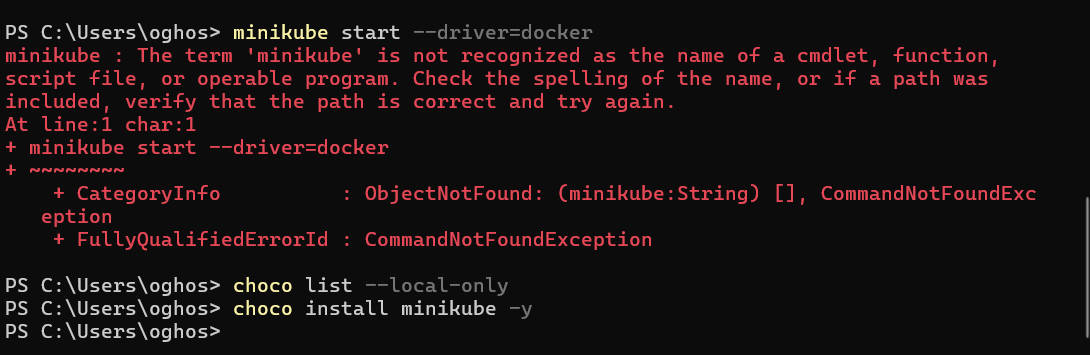 PS C:\Users\oghos> minikube start --driver=docker
minikube : The term 'minikube' is not recognized as the name of a cmdlet, function,
script file, or operable program. Check the spelling of the name, or if a path was
included, verify that the path is correct and try again.
At line:1 char:1
+ minikube start --driver=docker
+ ~~~~~~~~
    + CategoryInfo          : ObjectNotFound: (minikube:String) [], CommandNotFoundExc
   eption
    + FullyQualifiedErrorId : CommandNotFoundException
PS C:\Users\oghos> choco list --local-only
PS C:\Users\oghos> choco install minikube -y
PS C:\Users\oghos>